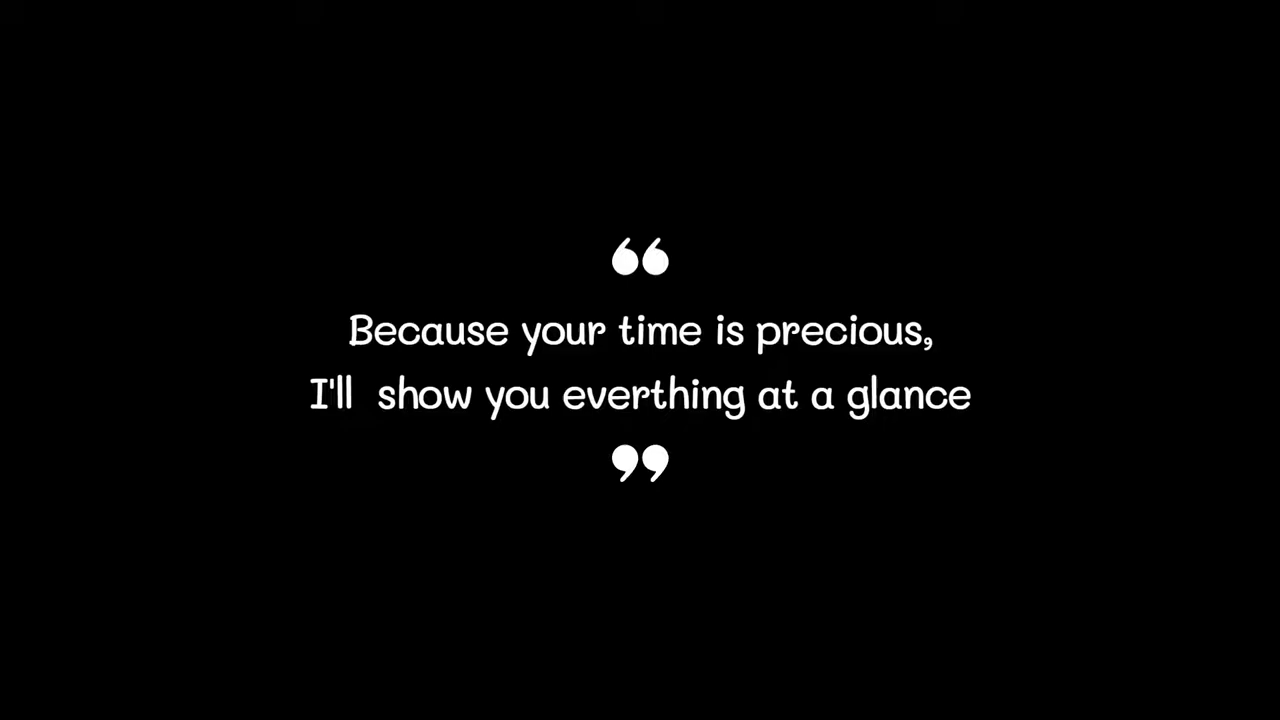 “
Because your time is precious,
I'll  show you everthing at a glance
”